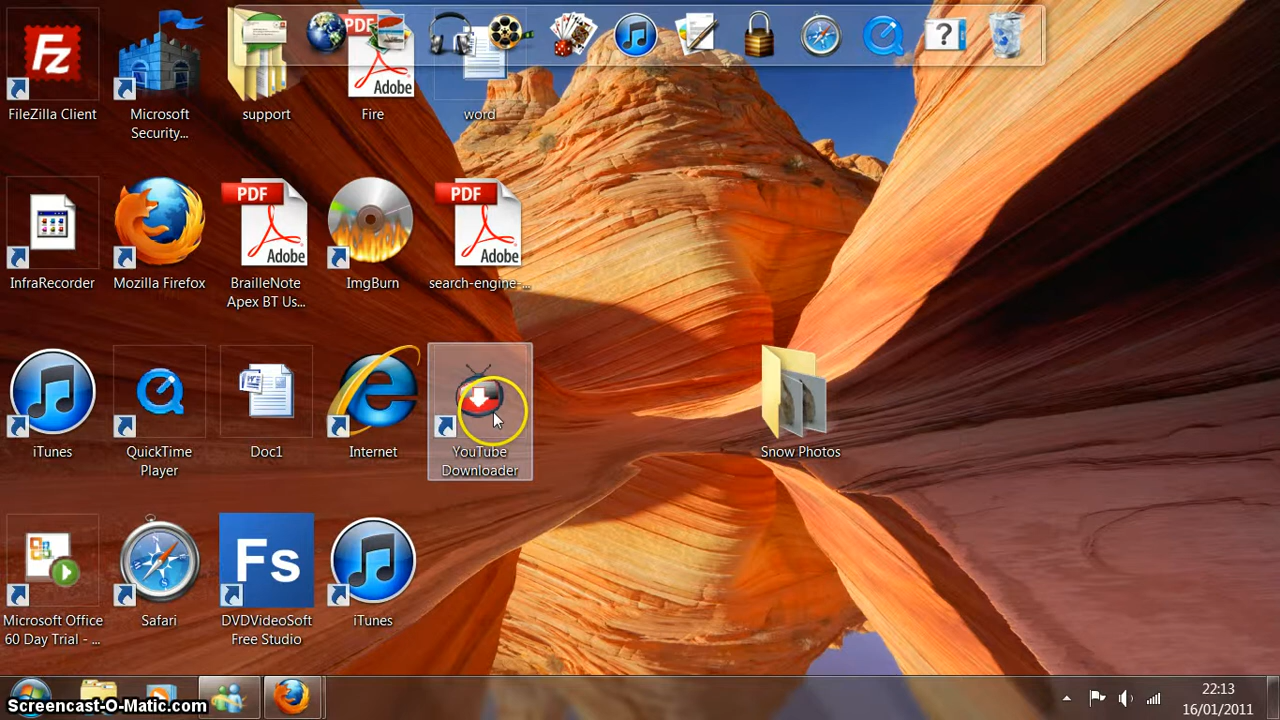 PDF
Fz
Adobe
FileZilla Client
Microsoft
Security...
support
Fire
word
PDF
PDF
Adobe
Adobe
InfraRecorder
Mozilla Firefox
BrailleNote
Apex BT Us...
ImgBurn
search-engine-...
iTunes
QuickTime
Player
Doc1
Internet
YouTube
Downloader
Snow Photos
Fs
Microsoft Office
60 Day Trial - ...
Safari
DVDVideoSoft
Free Studio
iTunes
22:13
16/01/2011
Screencast-O-Matic.com